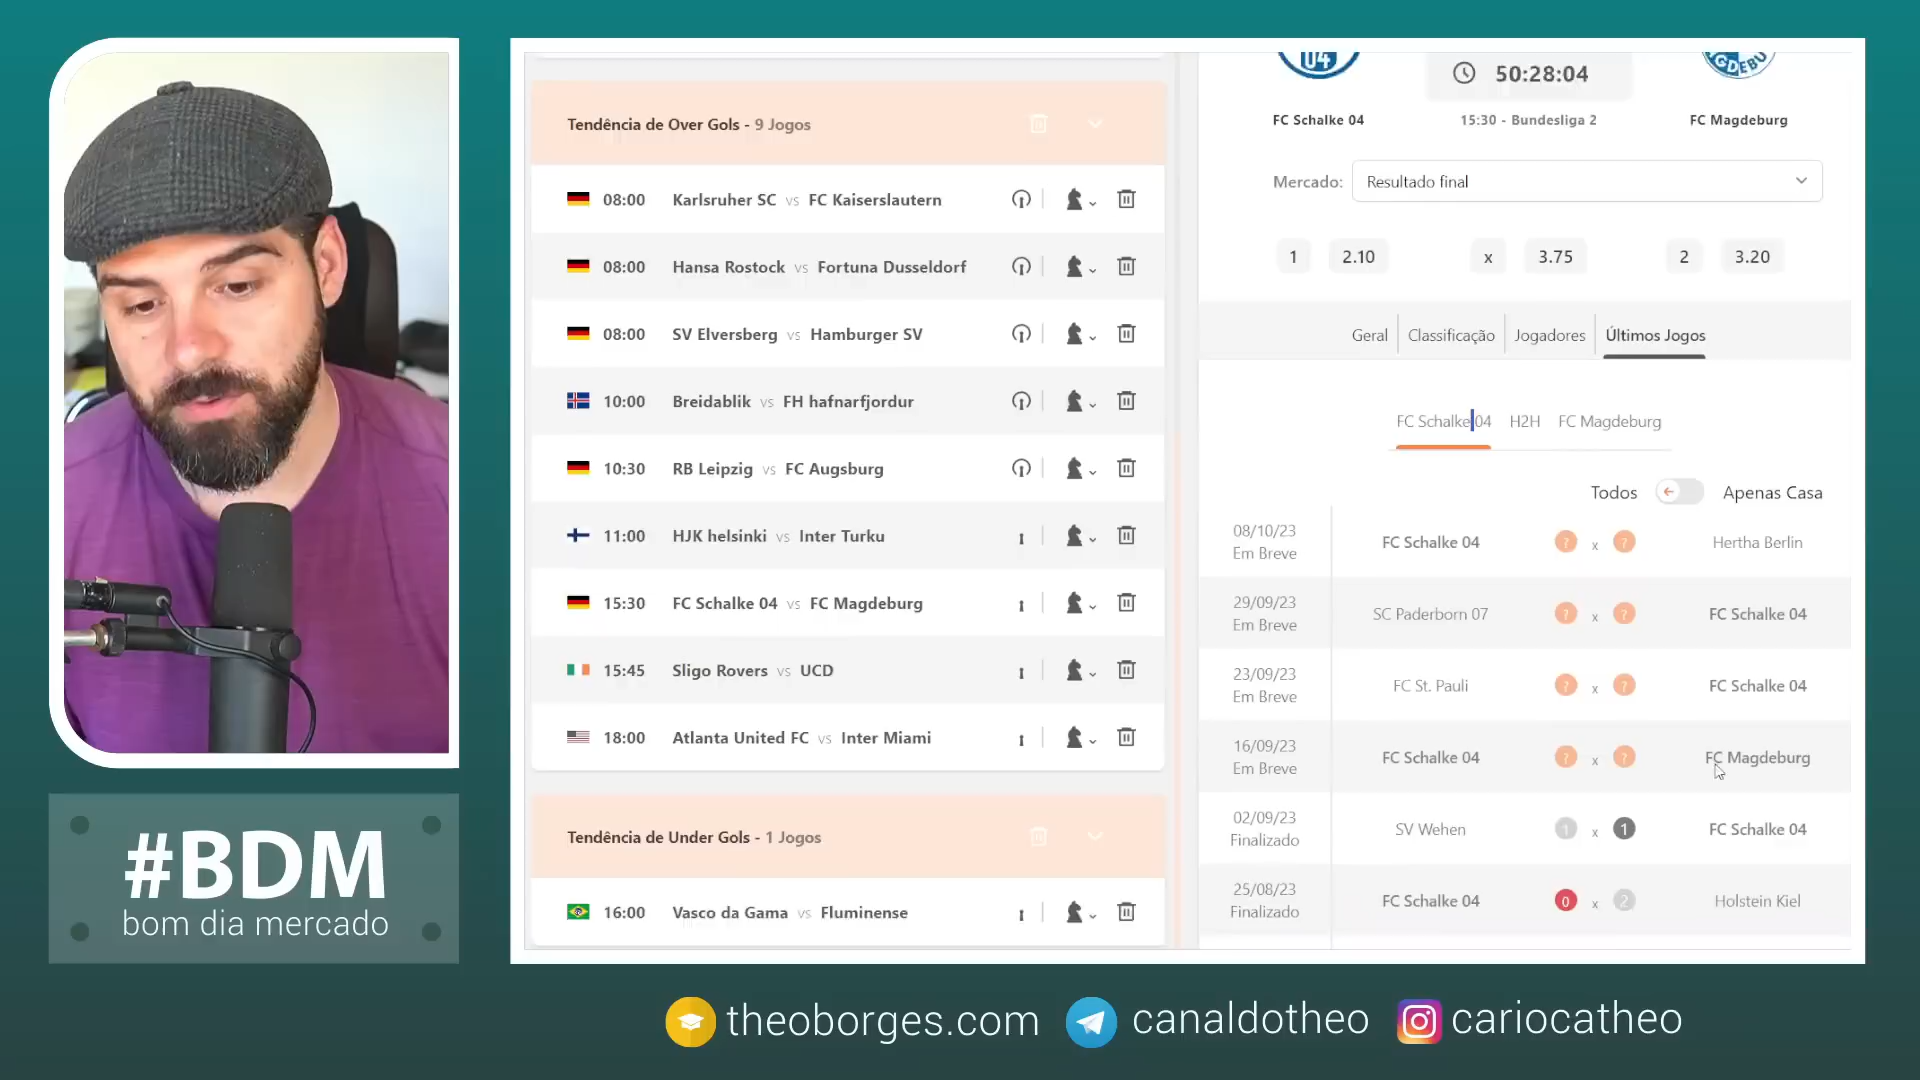 #BDM
bom dia mercado
Tendência de Over Gols - 9 Jogos
08:00 Karlsruher SC vs FC Kaiserslautern
08:00 Hansa Rostock vs Fortuna Dusseldorf
08:00 SV Elversberg vs Hamburger SV
10:00 Breidablik vs FH hafnarfjordur
10:30 RB Leipzig vs FC Augsburg
11:00 HJK helsinki vs Inter Turku
15:30 FC Schalke 04 vs FC Magdeburg
15:45 Sligo Rovers vs UCD
18:00 Atlanta United FC vs Inter Miami
Tendência de Under Gols - 1 Jogos
16:00 Vasco da Gama vs Fluminense
04
GDEBU
50:28:04
FC Schalke 04 15:30 - Bundesliga 2 FC Magdeburg
Mercado: Resultado final
1 2.10 x 3.75 2 3.20
Geral Classificação Jogadores Últimos Jogos
FC Schalke 04 H2H FC Magdeburg
Todos Apenas Casa
08/10/23
Em Breve
FC Schalke 04 ? x ? Hertha Berlin
29/09/23
Em Breve
SC Paderborn 07 ? x ? FC Schalke 04
23/09/23
Em Breve
FC St. Pauli ? x ? FC Schalke 04
16/09/23
Em Breve
FC Schalke 04 ? x ? FC Magdeburg
02/09/23
Finalizado
SV Wehen 1 x 1 FC Schalke 04
25/08/23
Finalizado
FC Schalke 04 0 x 2 Holstein Kiel
theoborges.com canaldotheo cariocatheo